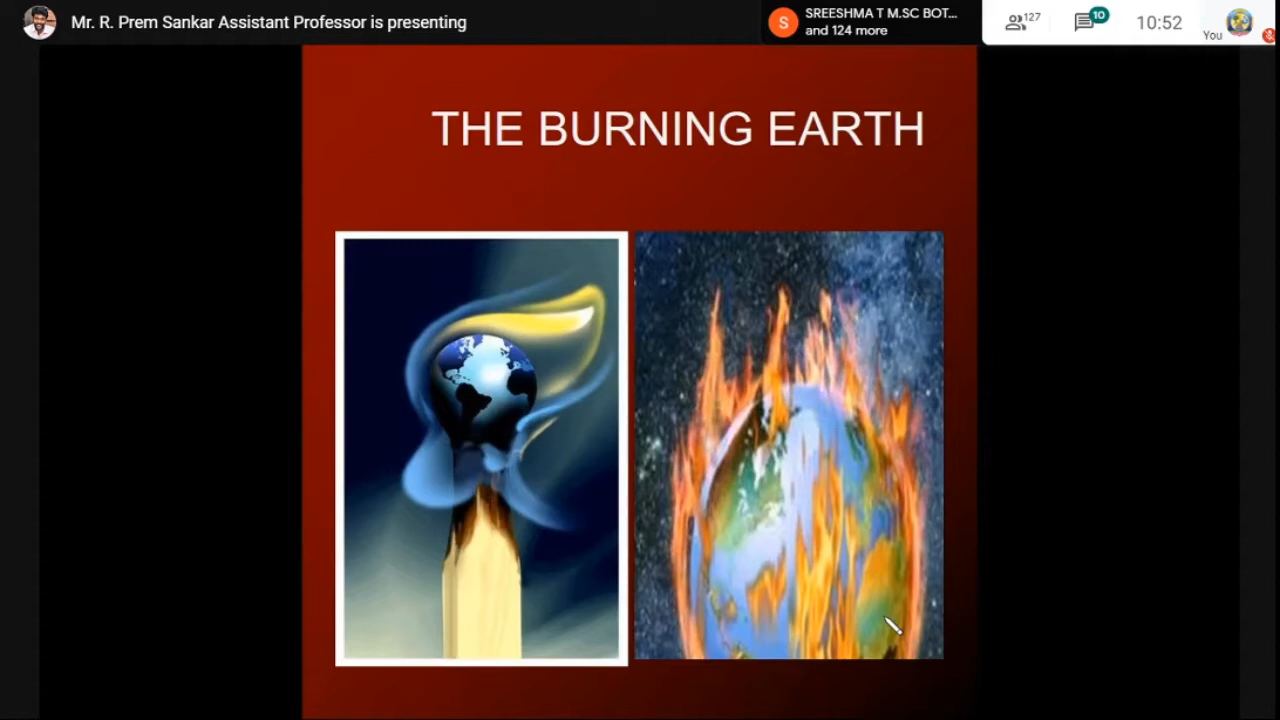 Mr. R. Prem Sankar Assistant Professor is presenting
S
SREESHMA T M.SC BOT...
and 124 more
127
10
10:52
You
THE BURNING EARTH